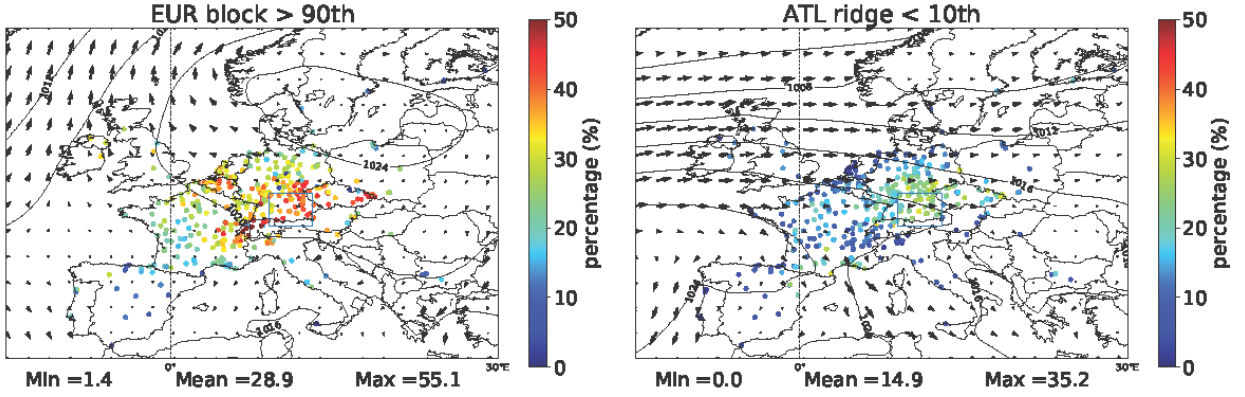 EUR block > 90th
ATL ridge < 10th
50
40
30
20
10
0
percentage (%)
50
40
30
20
10
0
percentage (%)
1024
1016
1008
1012
1016
1024
0°
30°E
0°
30°E
Min =1.4
Mean =28.9
Max =55.1
Min =0.0
Mean =14.9
Max =35.2